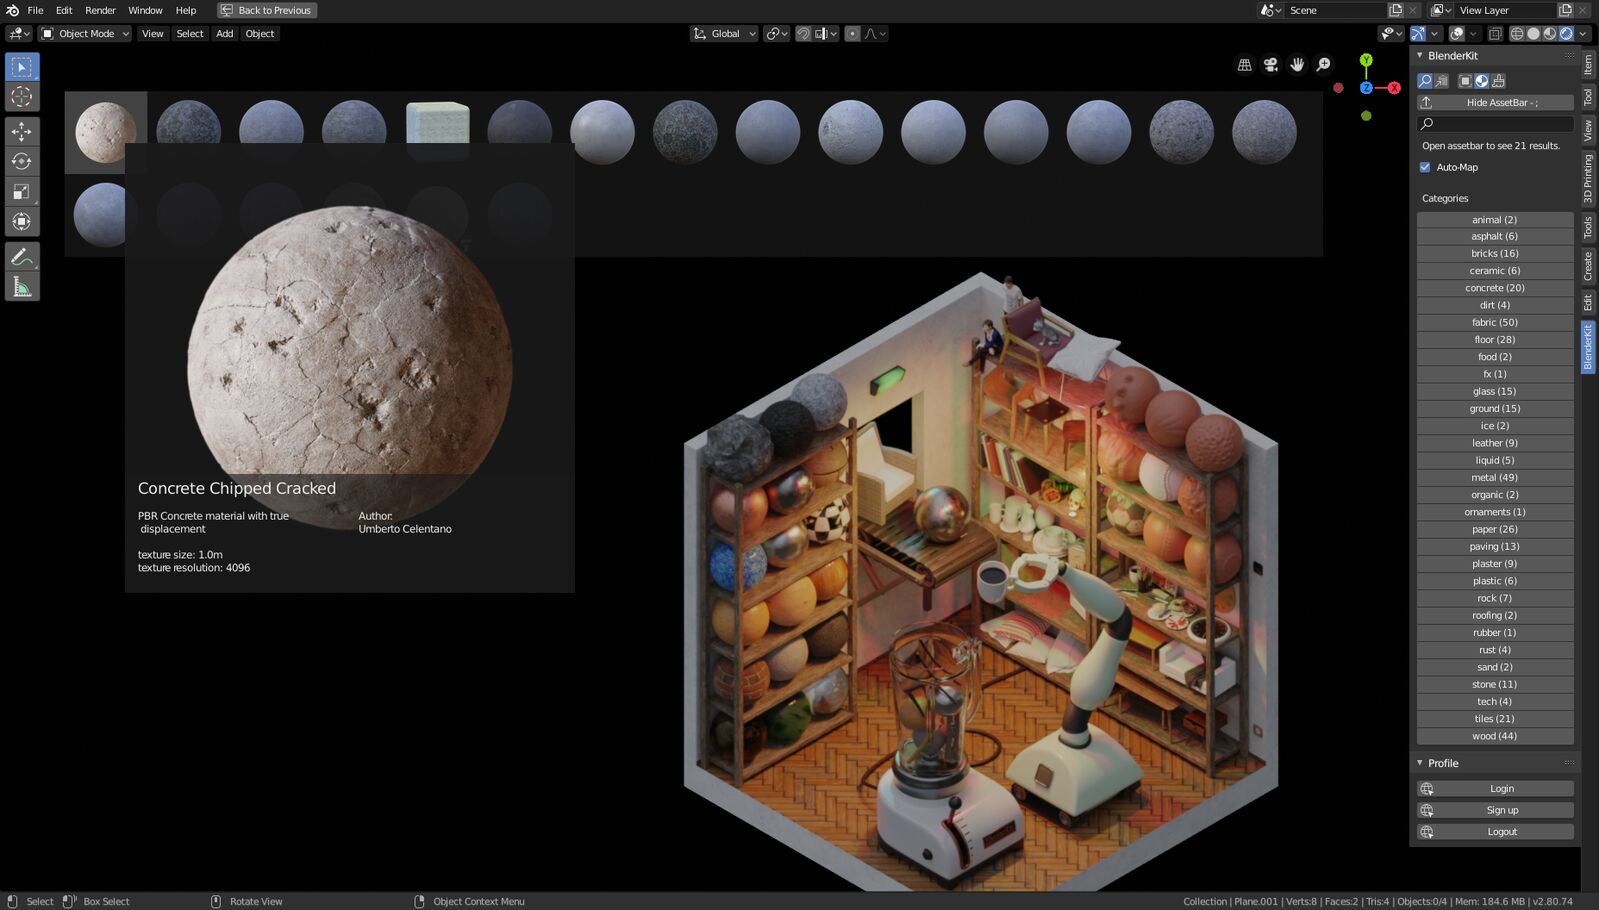 File Edit Render Window Help Back to Previous Scene View Layer
Object Mode View Select Add Object Global
BlenderKit
Hide AssetBar - ;
Open assetbar to see 21 results.
Auto-Map
Categories
animal (2)
asphalt (6)
bricks (16)
ceramic (6)
concrete (20)
dirt (4)
fabric (50)
floor (28)
food (2)
fx (1)
glass (15)
ground (15)
ice (2)
leather (9)
liquid (5)
metal (49)
organic (2)
ornaments (1)
paper (26)
paving (13)
plaster (9)
plastic (6)
rock (7)
roofing (2)
rubber (1)
rust (4)
sand (2)
stone (11)
tech (4)
tiles (21)
wood (44)
Profile
Login
Sign up
Logout
Item
Tool
View
3D Printing
Tools
Create
Edit
BlenderKit
Y
Z X
Concrete Chipped Cracked
PBR Concrete material with true
displacement
Author:
Umberto Celentano
texture size: 1.0m
texture resolution: 4096
Select Box Select Rotate View Object Context Menu Collection | Plane.001 | Verts:8 | Faces:2 | Tris:4 | Objects:0/4 | Mem: 184.6 MB | v2.80.74